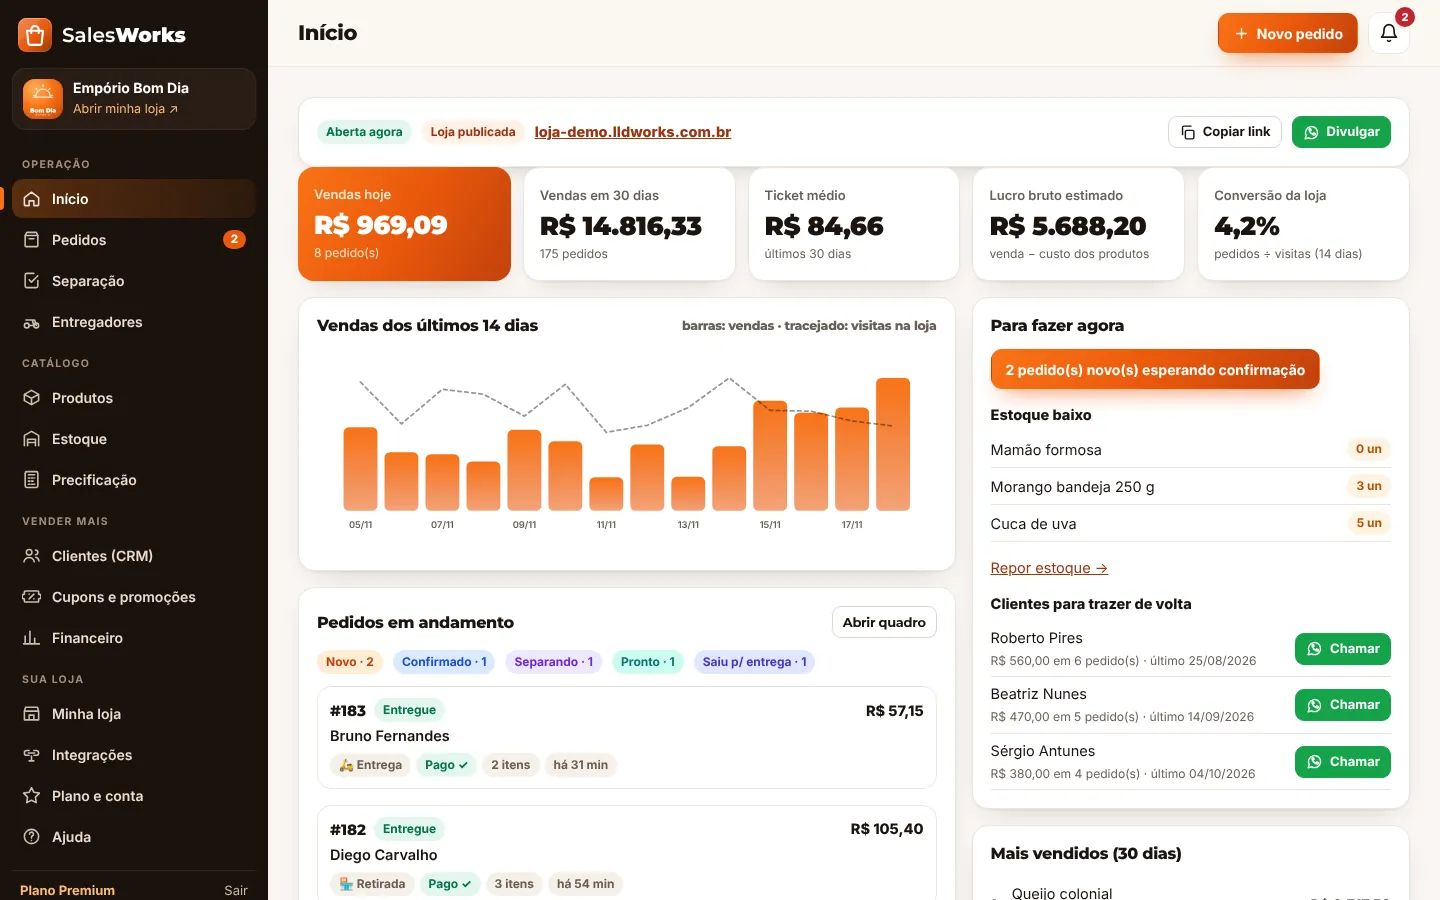 SalesWorks
Bom Dia
Empório Bom Dia
Abrir minha loja ↗
OPERAÇÃO
Início
Pedidos
2
Separação
Entregadores
CATÁLOGO
Produtos
Estoque
Precificação
VENDER MAIS
Clientes (CRM)
Cupons e promoções
Financeiro
SUA LOJA
Minha loja
Integrações
Plano e conta
Ajuda
Plano Premium
Sair
Início
+ Novo pedido
2
Aberta agora
Loja publicada
loja-demo.lldworks.com.br
Copiar link
Divulgar
Vendas hoje
R$ 969,09
8 pedido(s)
Vendas em 30 dias
R$ 14.816,33
175 pedidos
Ticket médio
R$ 84,66
últimos 30 dias
Lucro bruto estimado
R$ 5.688,20
venda − custo dos produtos
Conversão da loja
4,2%
pedidos ÷ visitas (14 dias)
Vendas dos últimos 14 dias
barras: vendas · tracejado: visitas na loja
05/11 07/11 09/11 11/11 13/11 15/11 17/11
Pedidos em andamento
Abrir quadro
Novo · 2
Confirmado · 1
Separando · 1
Pronto · 1
Saiu p/ entrega · 1
#183 Entregue
R$ 57,15
Bruno Fernandes
Entrega
Pago ✓
2 itens
há 31 min
#182 Entregue
R$ 105,40
Diego Carvalho
Retirada
Pago ✓
3 itens
há 54 min
Para fazer agora
2 pedido(s) novo(s) esperando confirmação
Estoque baixo
Mamão formosa
0 un
Morango bandeja 250 g
3 un
Cuca de uva
5 un
Repor estoque →
Clientes para trazer de volta
Roberto Pires
R$ 560,00 em 6 pedido(s) · último 25/08/2026
Chamar
Beatriz Nunes
R$ 470,00 em 5 pedido(s) · último 14/09/2026
Chamar
Sérgio Antunes
R$ 380,00 em 4 pedido(s) · último 04/10/2026
Chamar
Mais vendidos (30 dias)
Queijo colonial